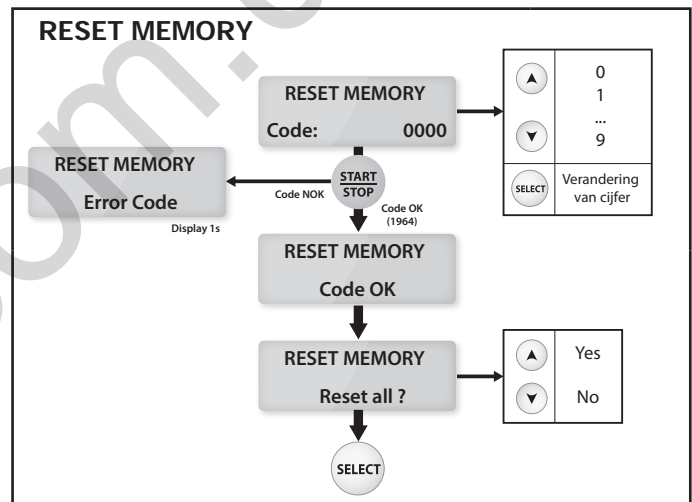 RESET MEMORY
RESET MEMORY
Code: 0000
0
1
...
9
SELECT
Verandering
van cijfer
RESET MEMORY
Error Code
Display 1s
Code NOK
START
STOP
Code OK
(1964)
RESET MEMORY
Code OK
RESET MEMORY
Reset all ?
Yes
No
SELECT